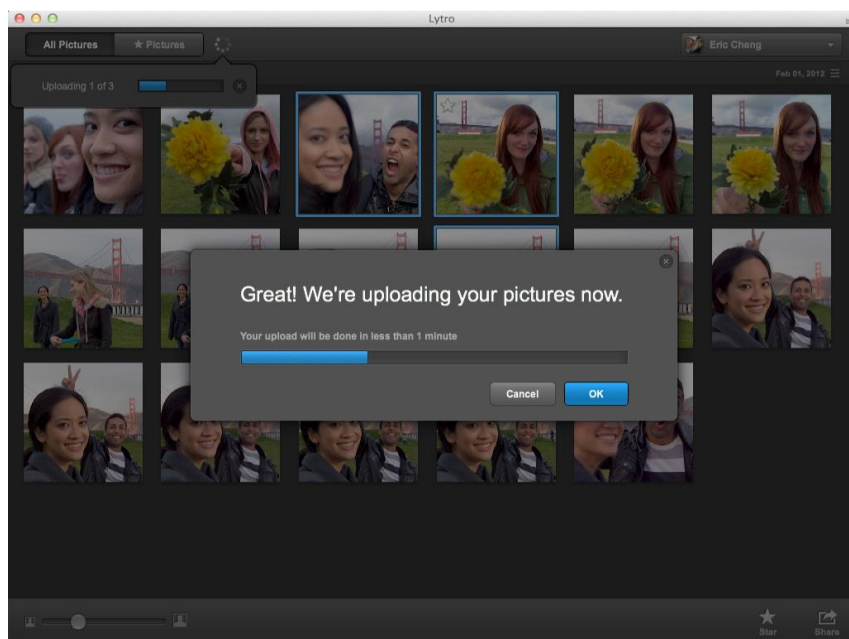 Lytro
All Pictures
★ Pictures
Eric Cheng
Uploading 1 of 3
Feb 01, 2012
Great! We're uploading your pictures now.
Your upload will be done in less than 1 minute
Cancel
OK
Star
Share